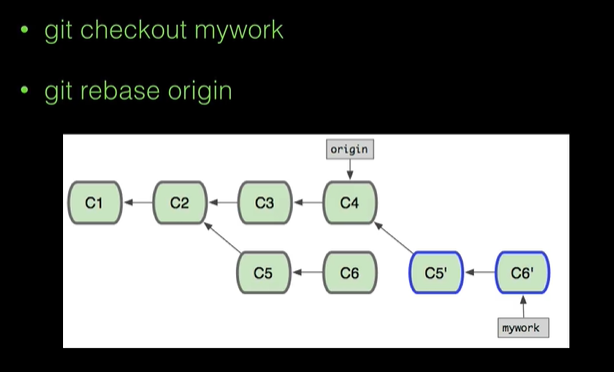 • git checkout mywork
• git rebase origin
origin
C1 C2 C3 C4
C5 C6 C5' C6'
mywork